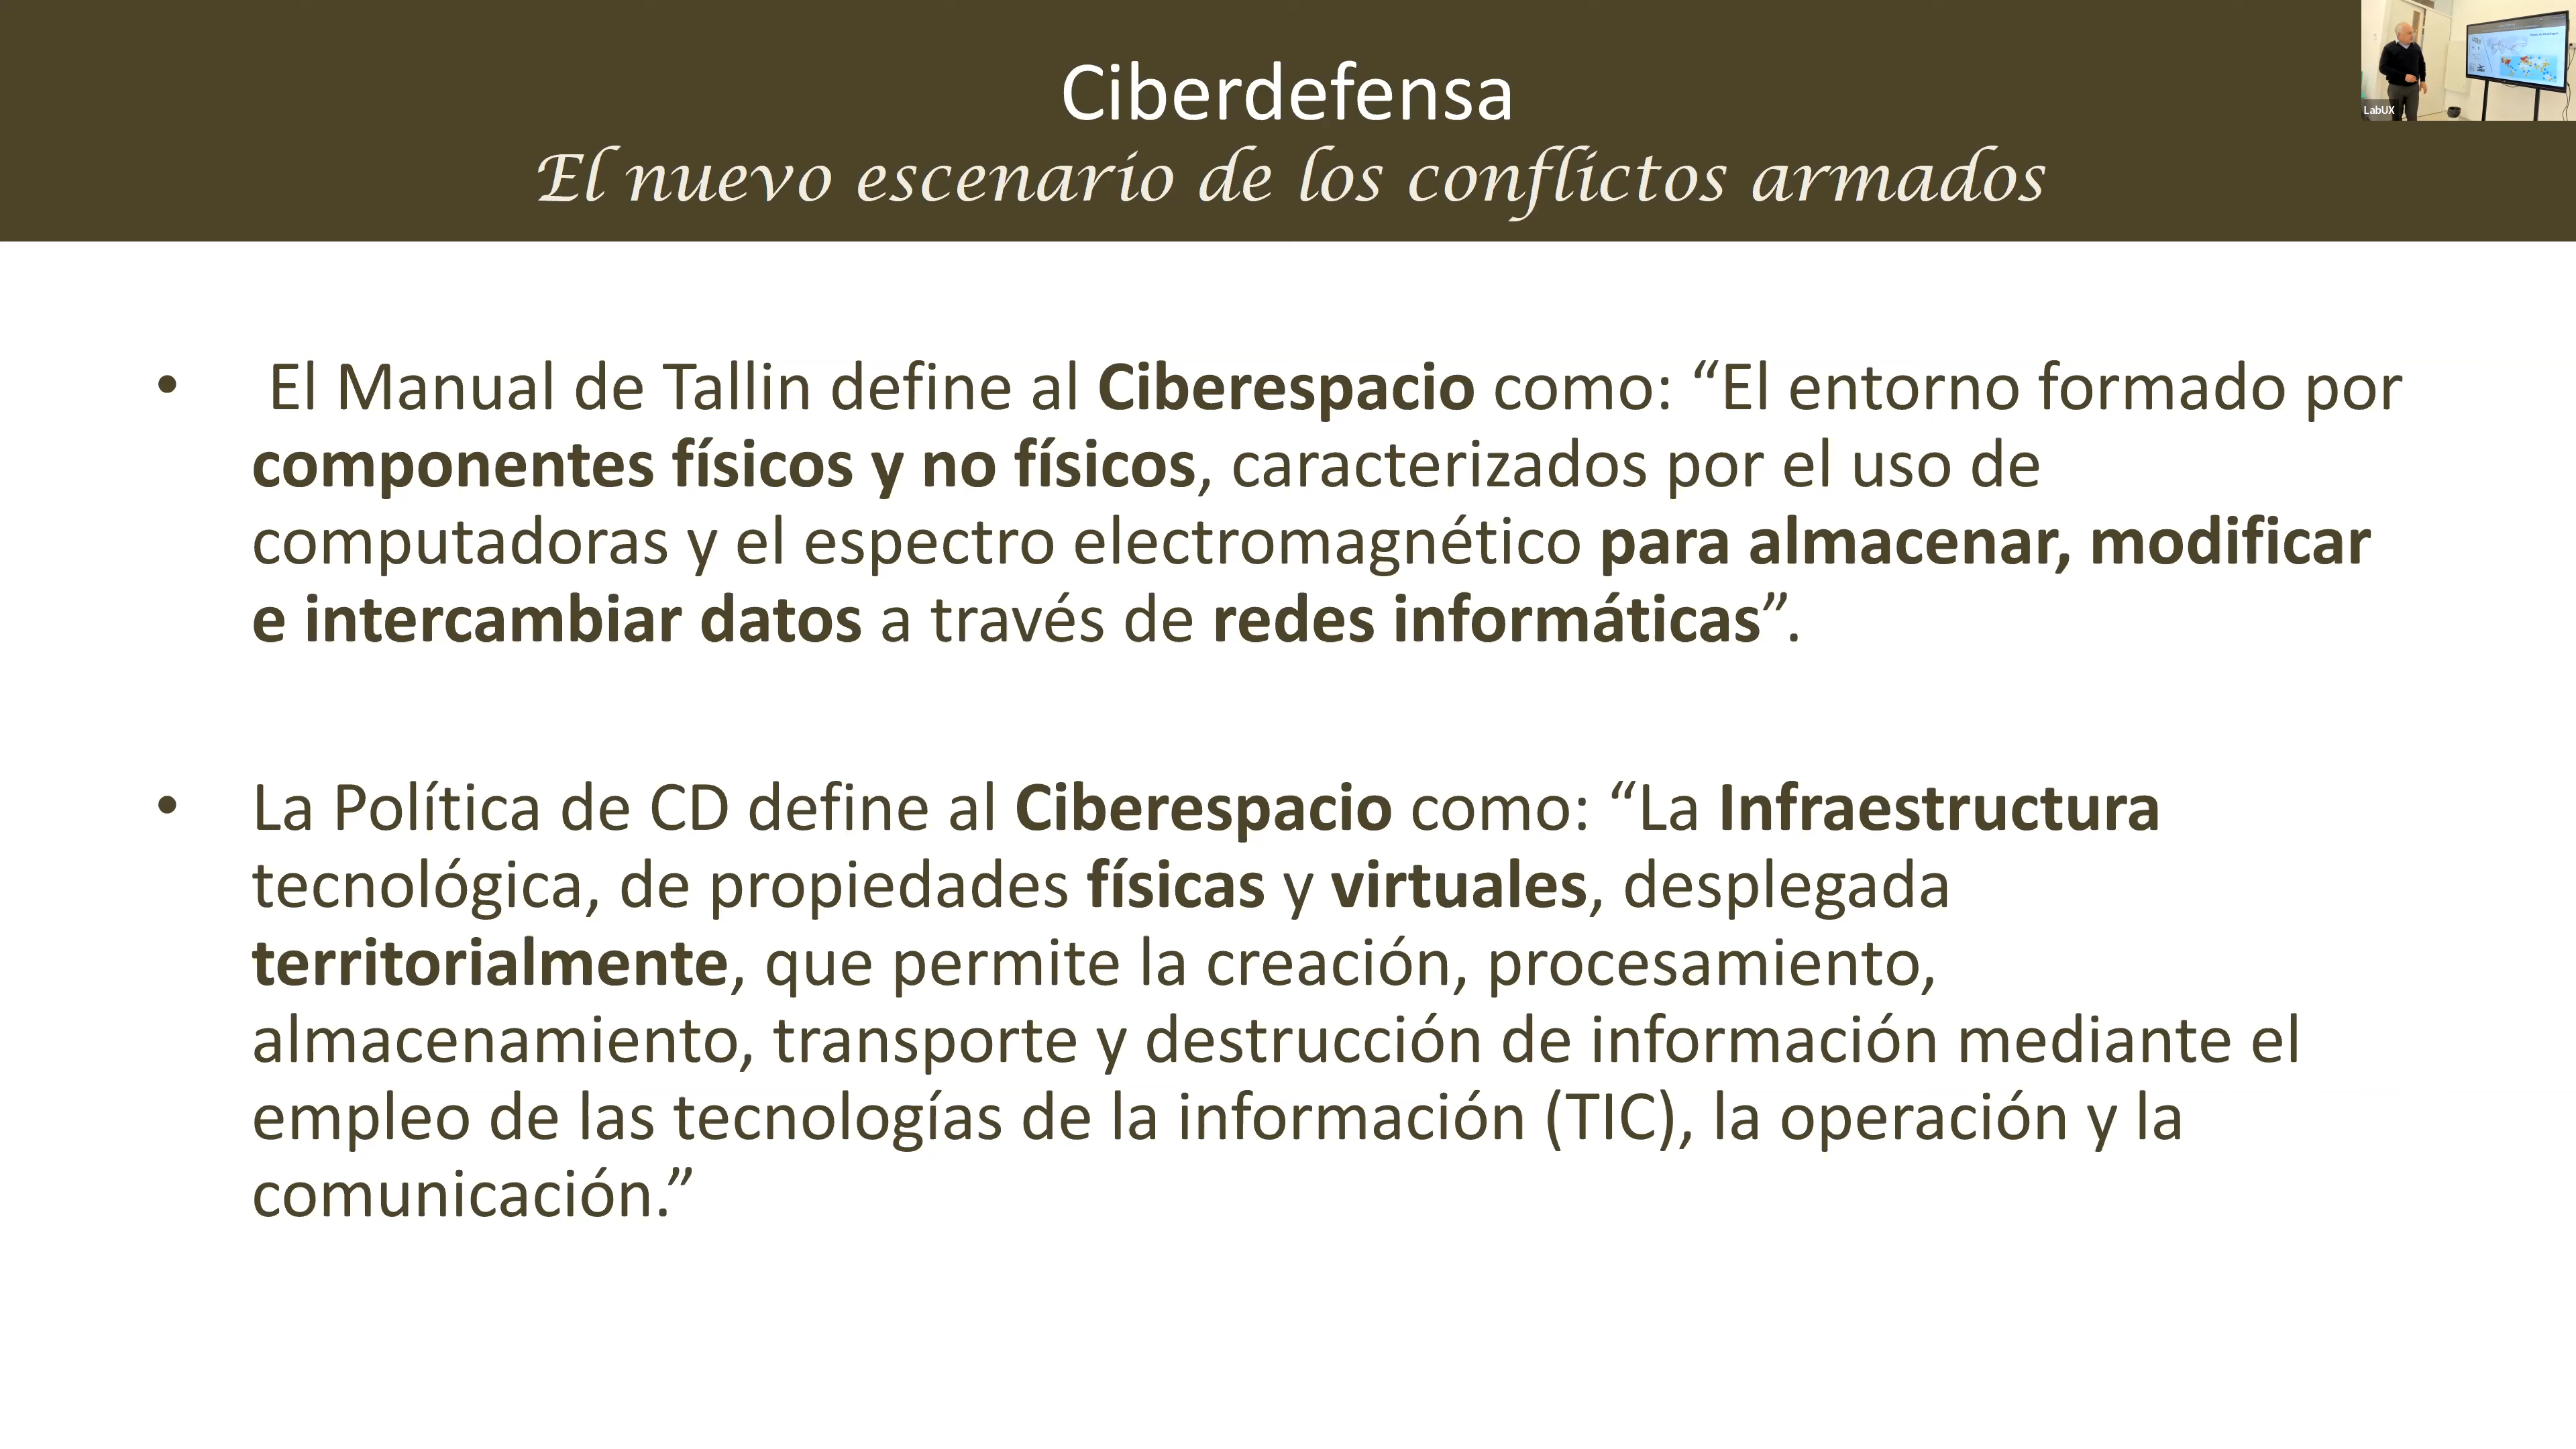 Ciberdefensa
El nuevo escenario de los conflictos armados
LabUX
• El Manual de Tallin define al Ciberespacio como: “El entorno formado por
componentes físicos y no físicos, caracterizados por el uso de
computadoras y el espectro electromagnético para almacenar, modificar
e intercambiar datos a través de redes informáticas”.
• La Política de CD define al Ciberespacio como: “La Infraestructura
tecnológica, de propiedades físicas y virtuales, desplegada
territorialmente, que permite la creación, procesamiento,
almacenamiento, transporte y destrucción de información mediante el
empleo de las tecnologías de la información (TIC), la operación y la
comunicación.”